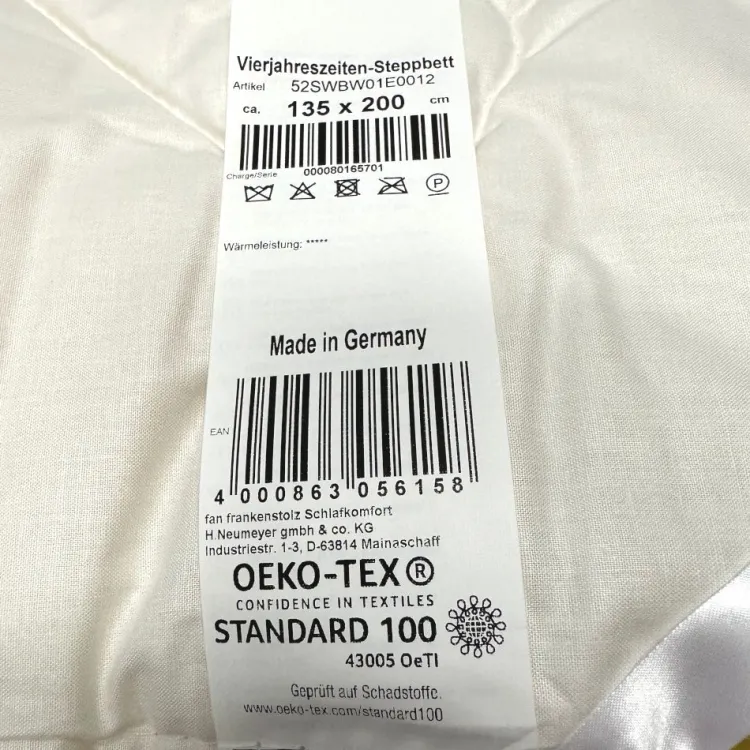 Vierjahreszeiten-Steppbett
Artikel 52SWBW01E0012
ca. 135 x 200 cm
Charge/Serie 000080165701
P
Wärmeleistung: *****
Made in Germany
EAN
4 000863 056158
fan frankenstolz Schlafkomfort
H.Neumeyer gmbh & co. KG
Industriestr. 1-3, D-63814 Mainaschaff
OEKO-TEX®
CONFIDENCE IN TEXTILES
STANDARD 100
43005 OeTI
Geprüft auf Schadstoffe.
www.oeko-tex.com/standard100